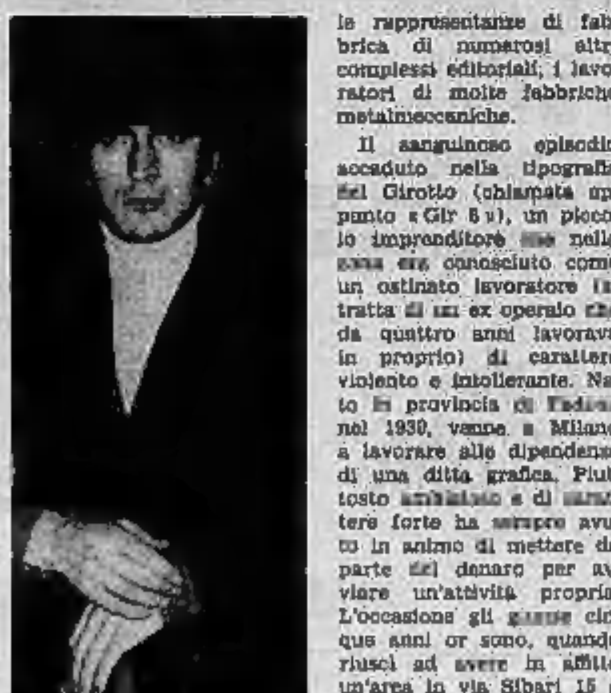 le rappresentanze di fab
brica di numerosi altri
complessi editoriali, i lavo
ratori di molte fabbriche
metalmeccaniche.
Il sanguinoso episodio
accaduto nella tipografia
del Girotto (chiamata ap
punto « Gir B »), un picco
lo imprenditore che nella
zona era conosciuto come
un ostinato lavoratore (si
tratta di un ex operaio che
da quattro anni lavorava
in proprio) di carattere
violento e intollerante. Na
to in provincia di Padova
nel 1930, venne a Milano
a lavorare alle dipendenze
di una ditta grafica. Piut
tosto ambizioso e di carat
tere forte ha sempre avu
to in animo di mettere da
parte del denaro per av
viare un'attività propria
L'occasione gli giunse cin
que anni or sono, quando
riuscì ad avere in affitto
un'area in via Sibari 15